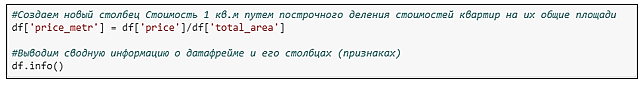 #Создаем новый столбец Стоимость 1 кв.м путем построчного деления стоимостей квартир на их общие площади
df['price_metr'] = df['price']/df['total_area']
#Выводим сводную информацию о датафрейме и его столбцах (признаках)
df.info()